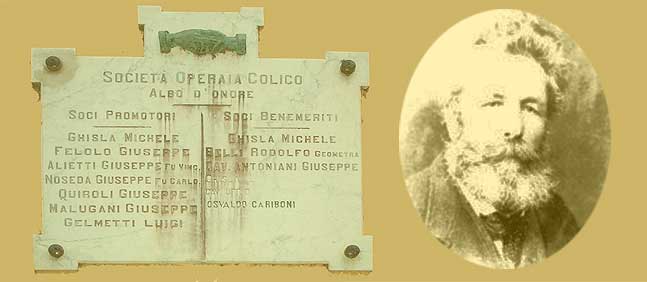 SOCIETÀ OPERAIA COLICO
ALBO D'ONORE
SOCI PROMOTORI
GHISLA MICHELE
FELOLO GIUSEPPE
ALIETTI GIUSEPPE FU VINC.
NOSEDA GIUSEPPE FU CARLO
QUIROLI GIUSEPPE
MALUGANI GIUSEPPE
GELMETTI LUIGI
SOCI BENEMERITI
GHISLA MICHELE
BELLI RODOLFO GEOMETRA
CAV. ANTONIANI GIUSEPPE
OSVALDO CARIBONI